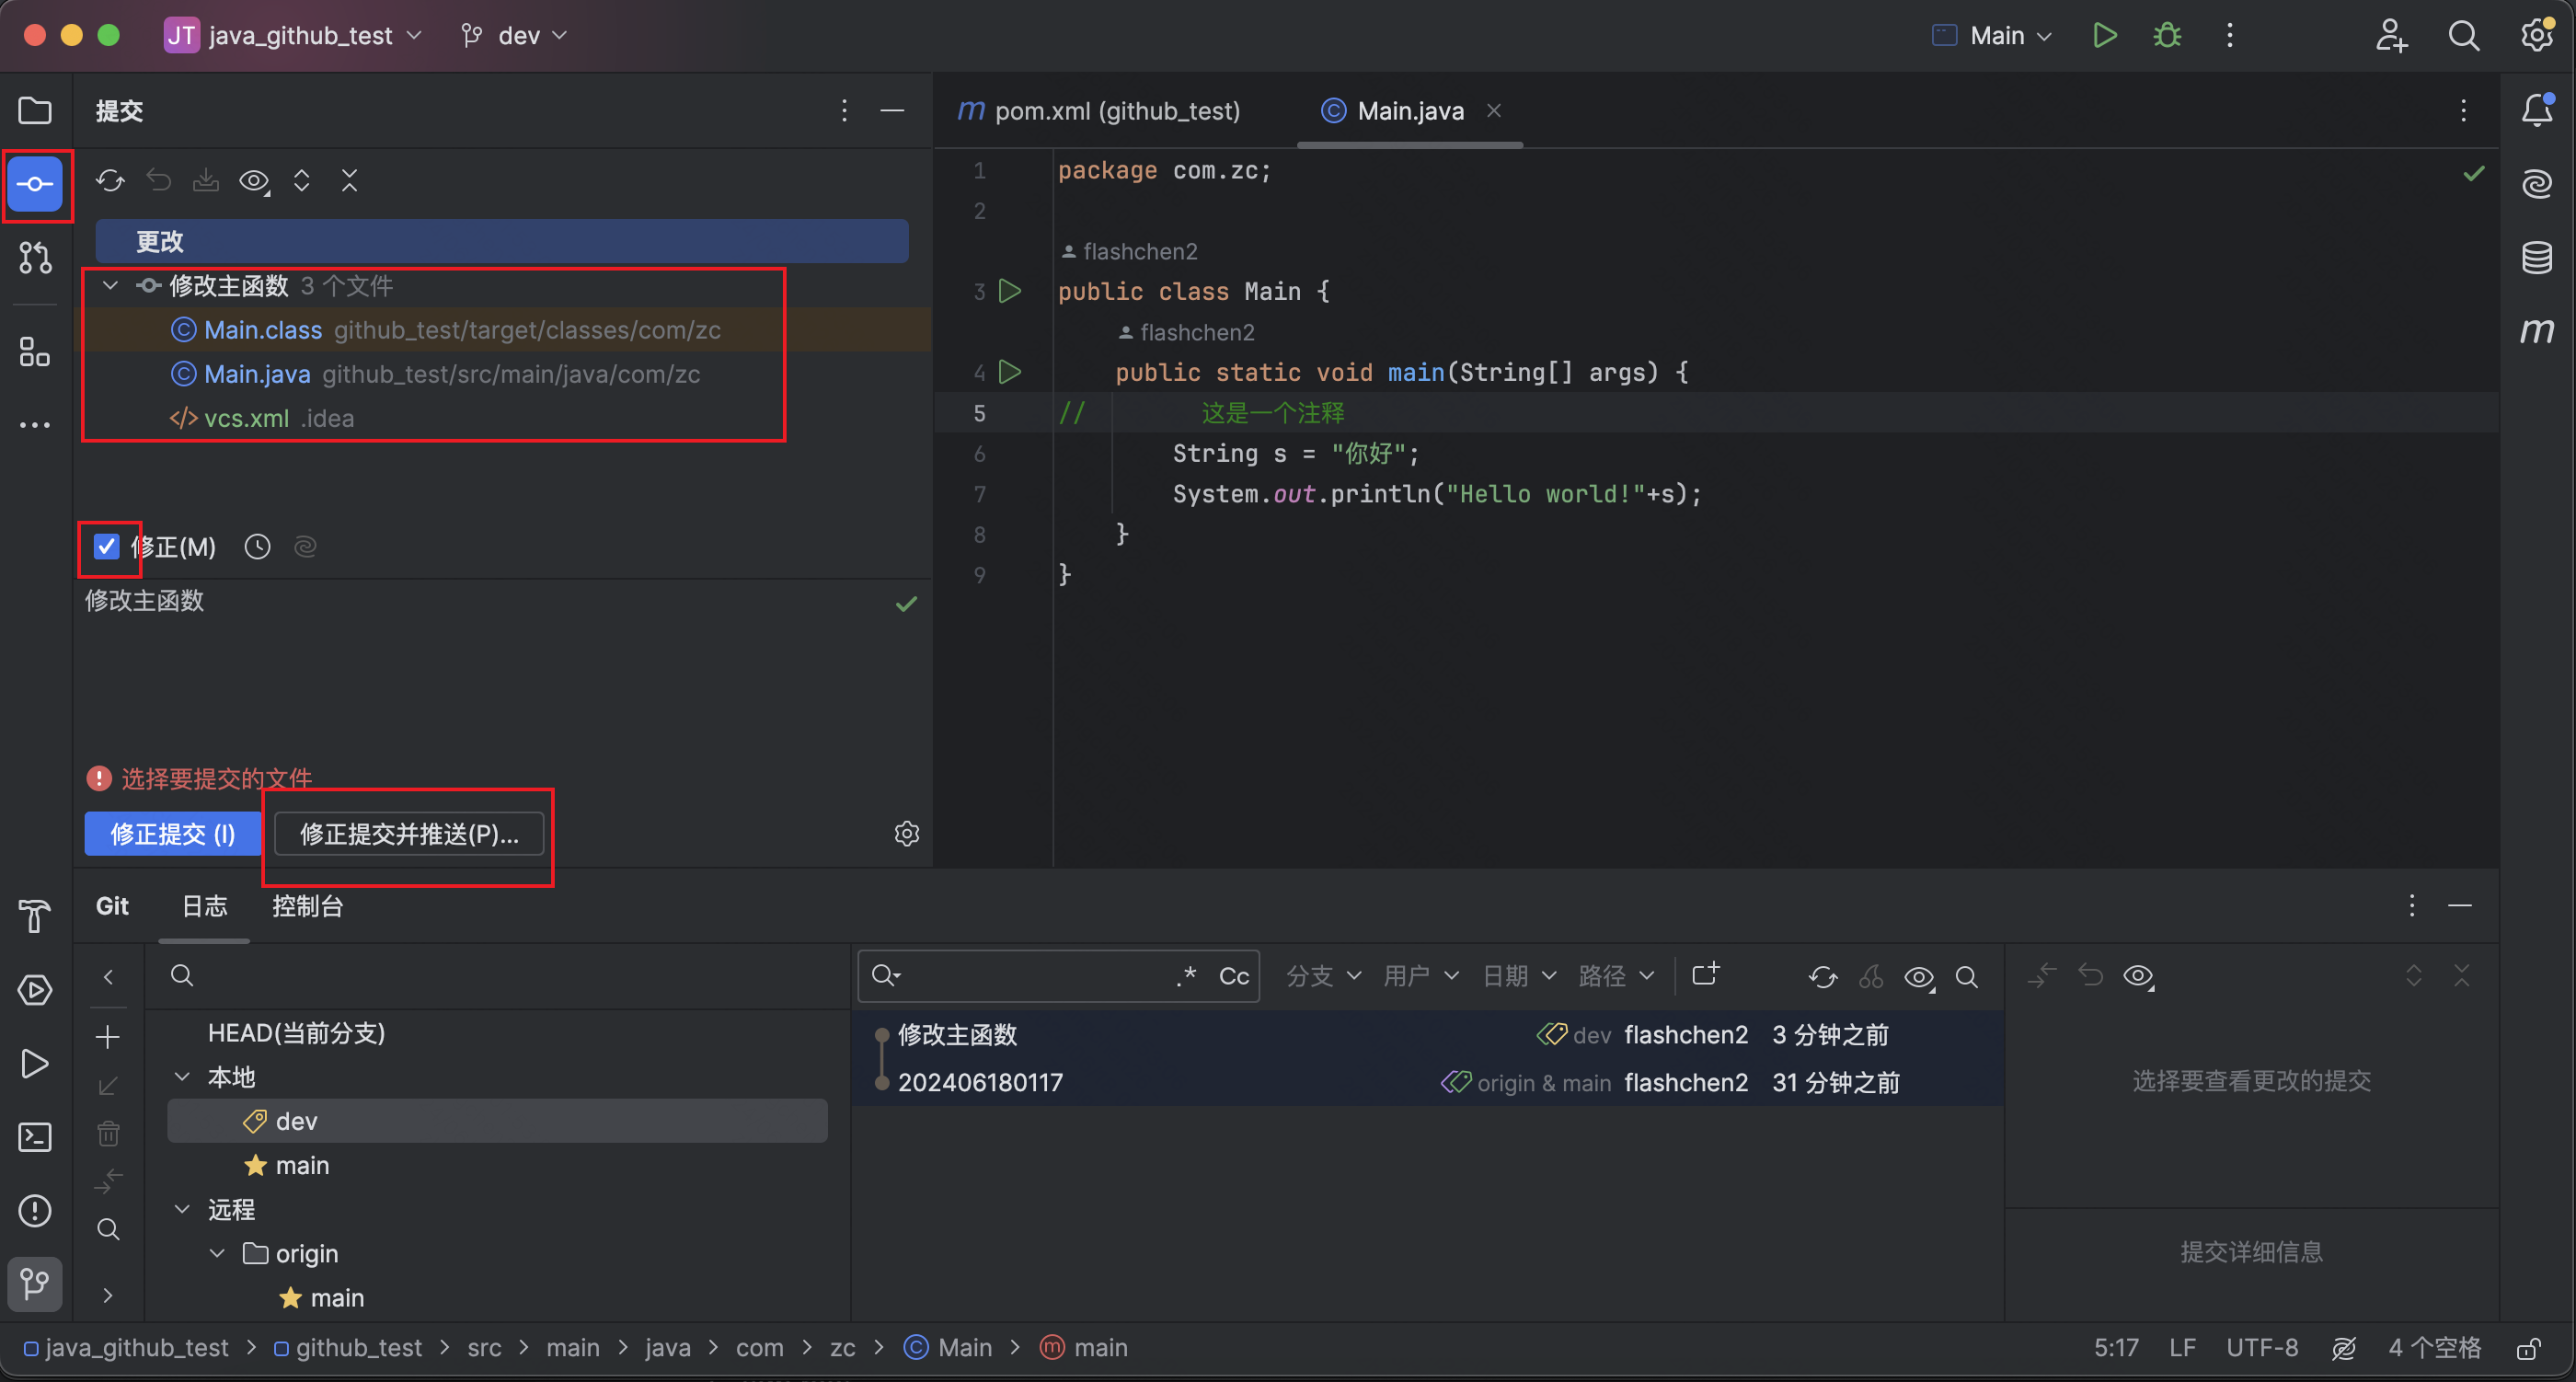 JT java_github_test dev Main
提交
pom.xml (github_test) Main.java
更改
修改主函数 3 个文件
Main.class github_test/target/classes/com/zc
Main.java github_test/src/main/java/com/zc
vcs.xml .idea
修正(M)
修改主函数
选择要提交的文件
修正提交 (I) 修正提交并推送(P)...
1 package com.zc;
2
flashchen2
3 public class Main {
flashchen2
4 public static void main(String[] args) {
5 // 这是一个注释
6 String s = "你好";
7 System.out.println("Hello world!"+s);
8 }
9 }
Git 日志 控制台
HEAD(当前分支)
本地
dev
main
远程
origin
main
.* Cc 分支 用户 日期 路径
修改主函数 dev flashchen2 3 分钟之前
202406180117 origin & main flashchen2 31 分钟之前
选择要查看更改的提交
提交详细信息
java_github_test > github_test > src > main > java > com > zc > Main > main
5:17 LF UTF-8 4 个空格